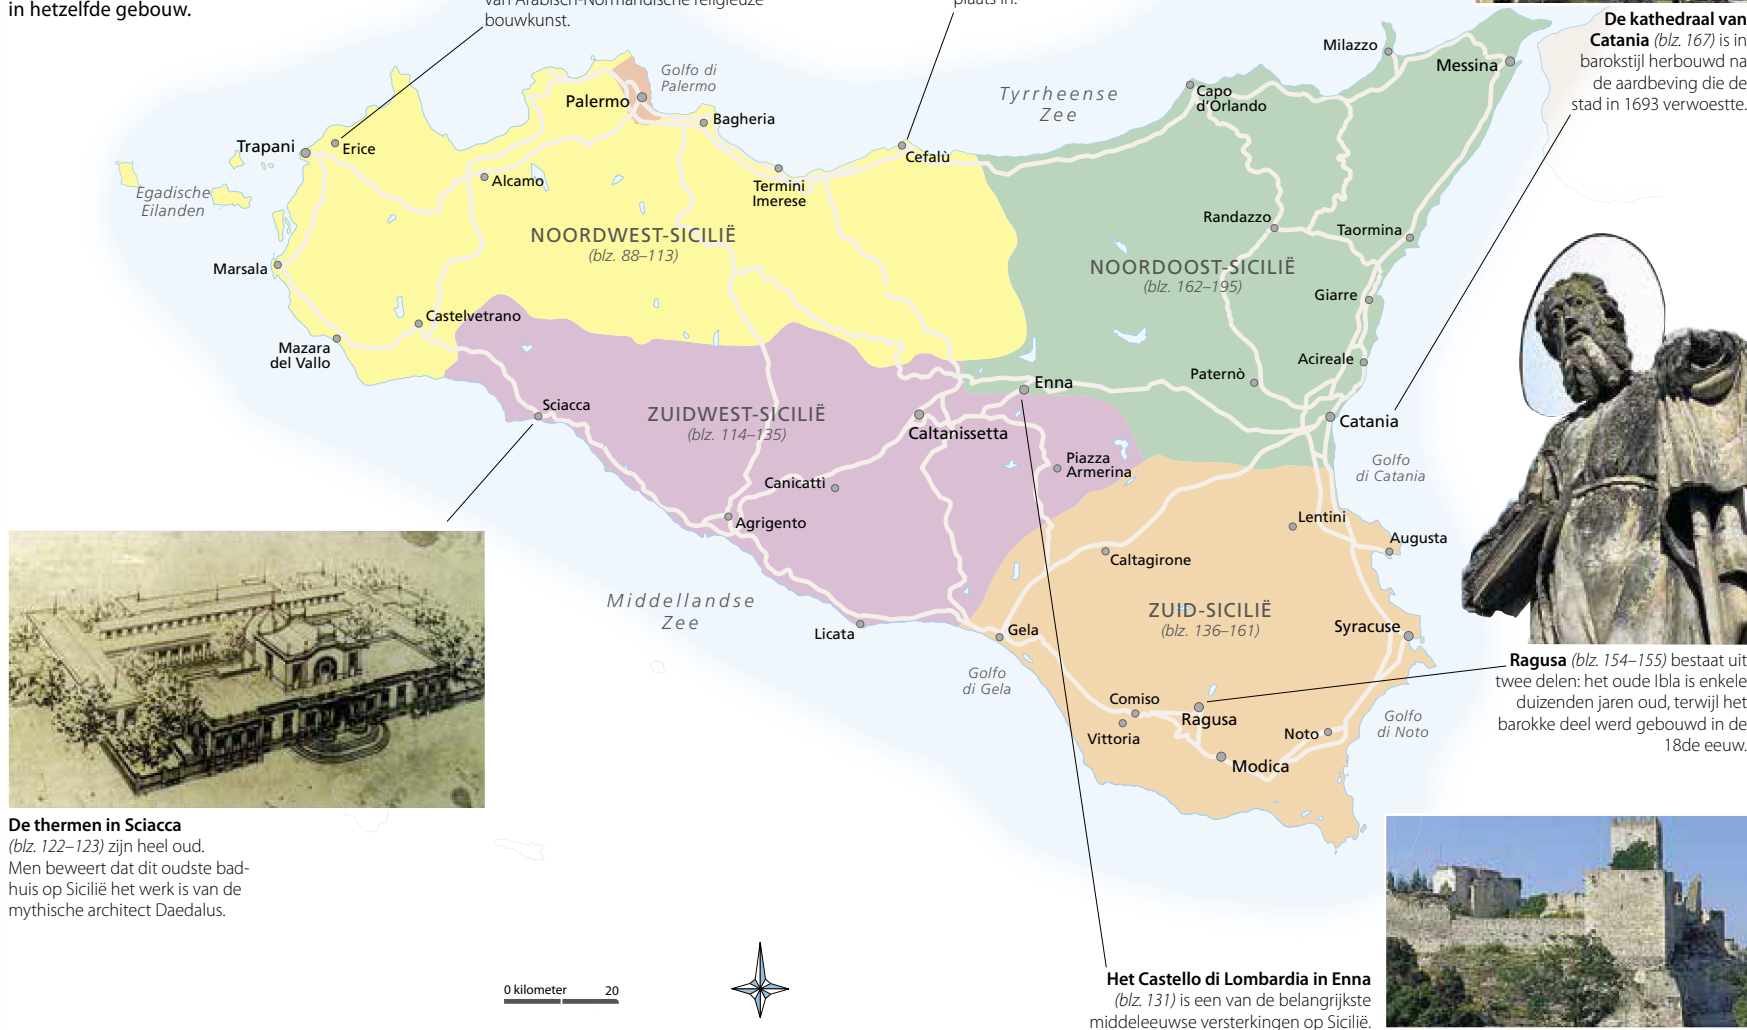 in hetzelfde gebouw.
van Arabisch-Normandische religieuze
bouwkunst.
plaats in.
De kathedraal van
Catania (blz. 167) is in
barokstijl herbouwd na
de aardbeving die de
stad in 1693 verwoestte.
Milazzo
Messina
Golfo di
Palermo
Palermo
Tyrrheense
Zee
Capo
d'Orlando
Bagheria
Trapani
Erice
Cefalù
Alcamo
Termini
Imerese
Egadische
Eilanden
Randazzo
Taormina
NOORDWEST-SICILIË
(blz. 88–113)
Marsala
NOORDOOST-SICILIË
(blz. 162–195)
Giarre
Castelvetrano
Mazara
del Vallo
Acireale
Paternò
Enna
Sciacca
ZUIDWEST-SICILIË
(blz. 114–135)
Caltanissetta
Catania
Piazza
Armerina
Golfo
di Catania
Canicattì
Agrigento
Lentini
Augusta
Caltagirone
Middellandse
Zee
ZUID-SICILIË
(blz. 136–161)
Licata
Gela
Syracuse
Golfo
di Gela
Ragusa (blz. 154–155) bestaat uit
twee delen: het oude Ibla is enkele
duizenden jaren oud, terwijl het
barokke deel werd gebouwd in de
18de eeuw.
Comiso
Ragusa
Vittoria
Noto
Golfo
di Noto
Modica
De thermen in Sciacca
(blz. 122–123) zijn heel oud.
Men beweert dat dit oudste bad-
huis op Sicilië het werk is van de
mythische architect Daedalus.
0 kilometer 20
Het Castello di Lombardia in Enna
(blz. 131) is een van de belangrijkste
middeleeuwse versterkingen op Sicilië.